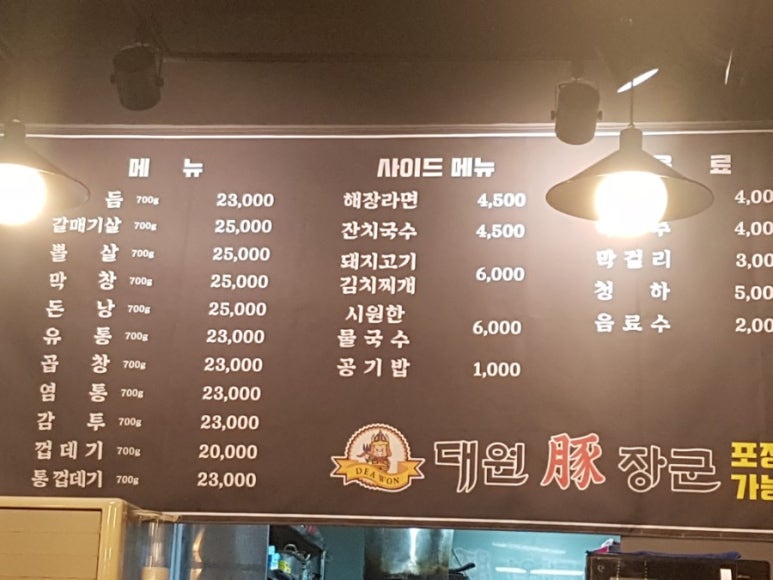 메 뉴
듬 700g 23,000
갈매기살 700g 25,000
뽈 살 700g 25,000
막 창 700g 25,000
돈 낭 700g 25,000
유 통 700g 23,000
곱 창 700g 23,000
염 통 700g 23,000
감 투 700g 23,000
껍데기 700g 20,000
통껍데기 700g 23,000
사이드 메뉴
해장라면 4,500
잔치국수 4,500
돼지고기
김치찌개 6,000
시원한
물국수 6,000
공기밥 1,000
료
4,00
4,00
막걸리 3,00
청 하 5,00
음료수 2,00
DEA WON
대원 豚 장군
포장
가능